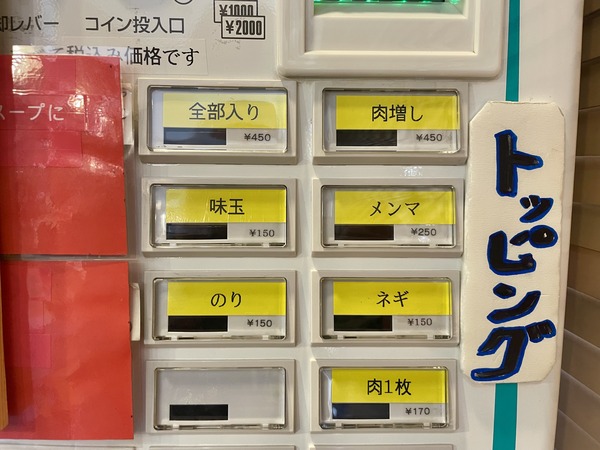 却レバー コイン投入口
¥1000
¥2000
税込み価格です
スープに
全部入り
¥450
肉増し
¥450
味玉
¥150
メンマ
¥250
のり
¥150
ネギ
¥150
肉1枚
¥170
トッピング